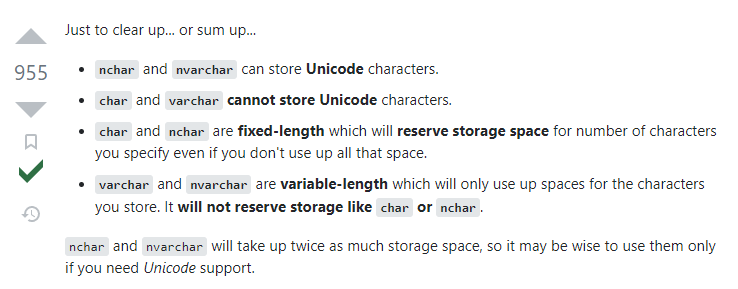 Just to clear up... or sum up...
955
• nchar and nvarchar can store Unicode characters.
• char and varchar cannot store Unicode characters.
• char and nchar are fixed-length which will reserve storage space for number of characters
you specify even if you don't use up all that space.
• varchar and nvarchar are variable-length which will only use up spaces for the characters
you store. It will not reserve storage like char or nchar.
nchar and nvarchar will take up twice as much storage space, so it may be wise to use them only
if you need Unicode support.